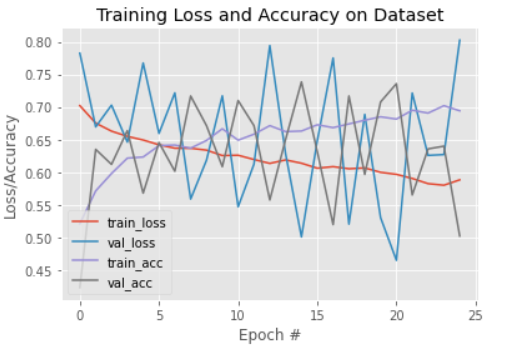 Training Loss and Accuracy on Dataset
0.80
0.75
0.70
0.65
0.60
0.55
0.50
0.45
Loss/Accuracy
train_loss
val_loss
train_acc
val_acc
0 5 10 15 20 25
Epoch #